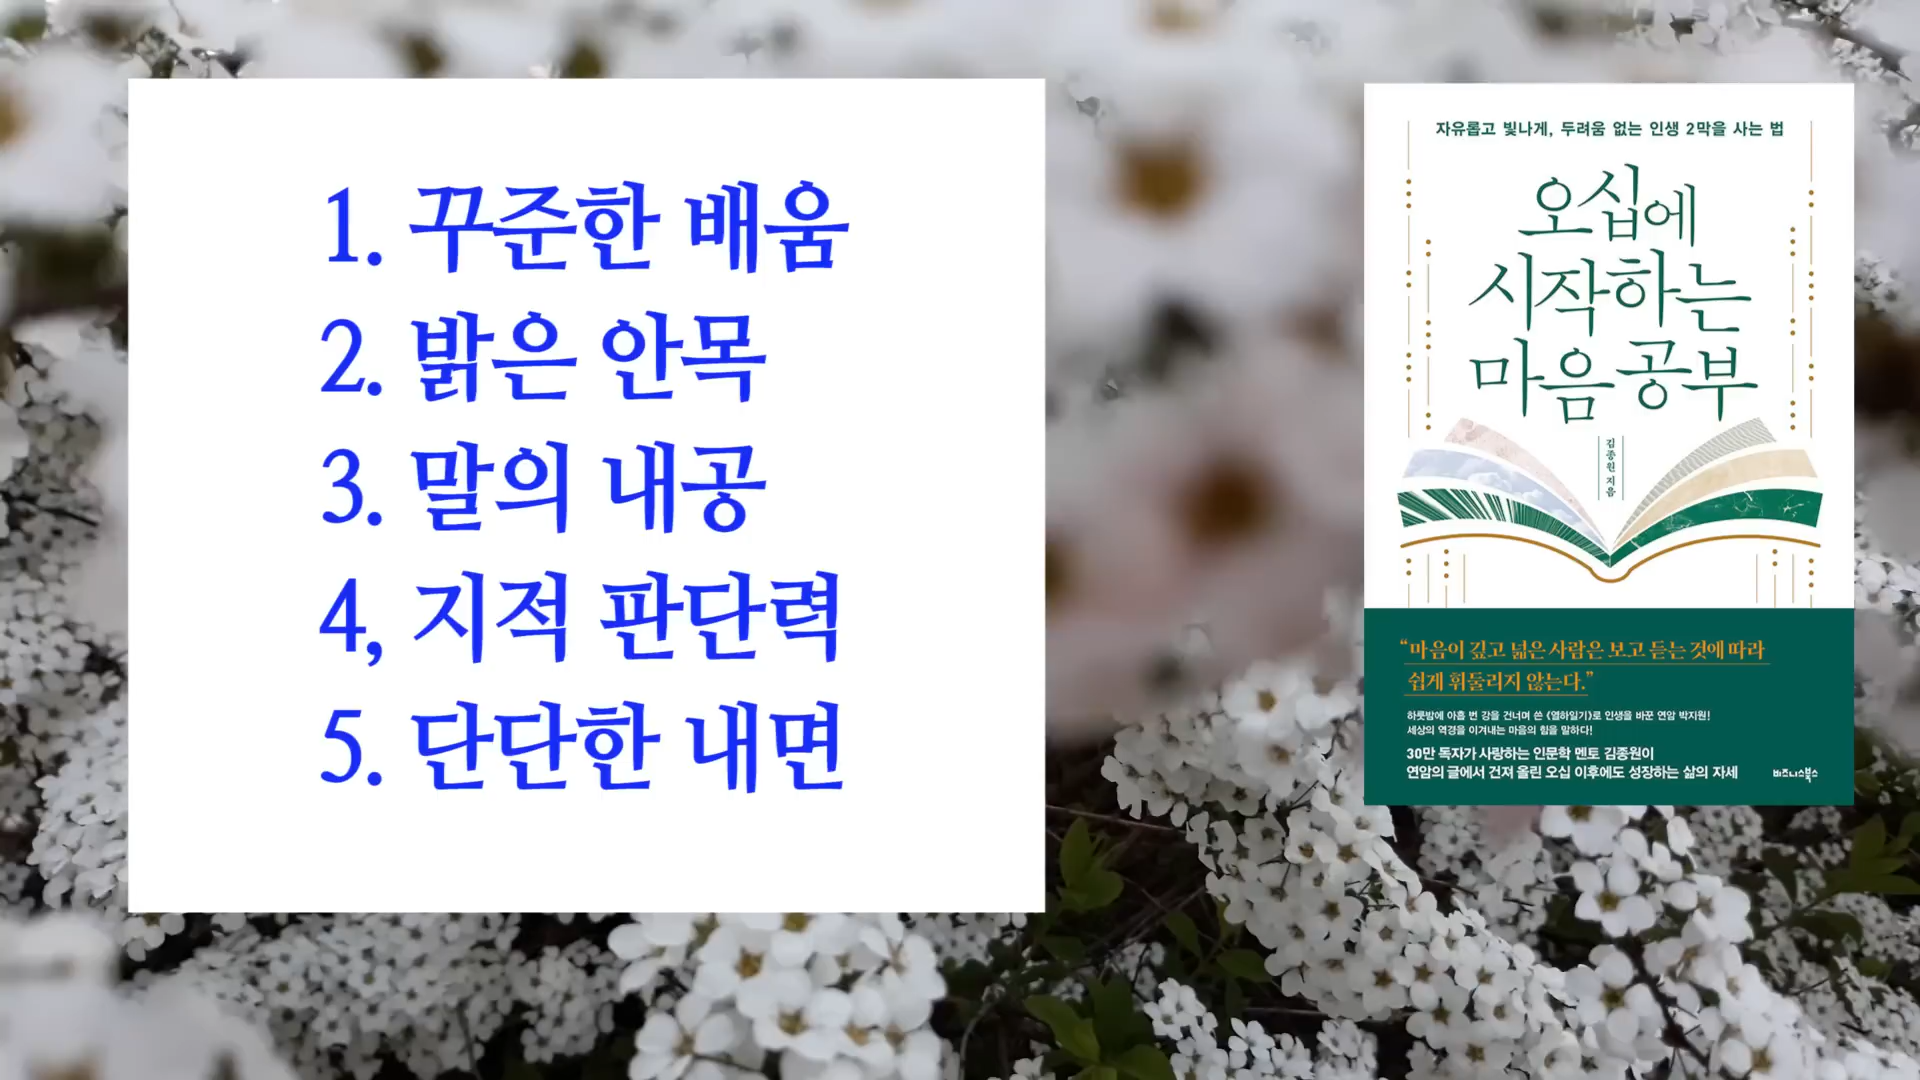 1. 꾸준한 배움
2. 밝은 안목
3. 말의 내공
4, 지적 판단력
5. 단단한 내면
자유롭고 빛나게, 두려움 없는 인생 2막을 사는 법
오십에
시작하는
마음공부
김종원 지음
“마음이 깊고 넓은 사람은 보고 듣는 것에 따라
쉽게 휘둘리지 않는다.”
하룻밤에 아홉 번 강을 건너며 쓴 《열하일기》로 인생을 바꾼 연암 박지원!
세상의 역경을 이겨내는 마음의 힘을 말하다!
30만 독자가 사랑하는 인문학 멘토 김종원이
연암의 글에서 건져 올린 오십 이후에도 성장하는 삶의 자세
비즈니스북스